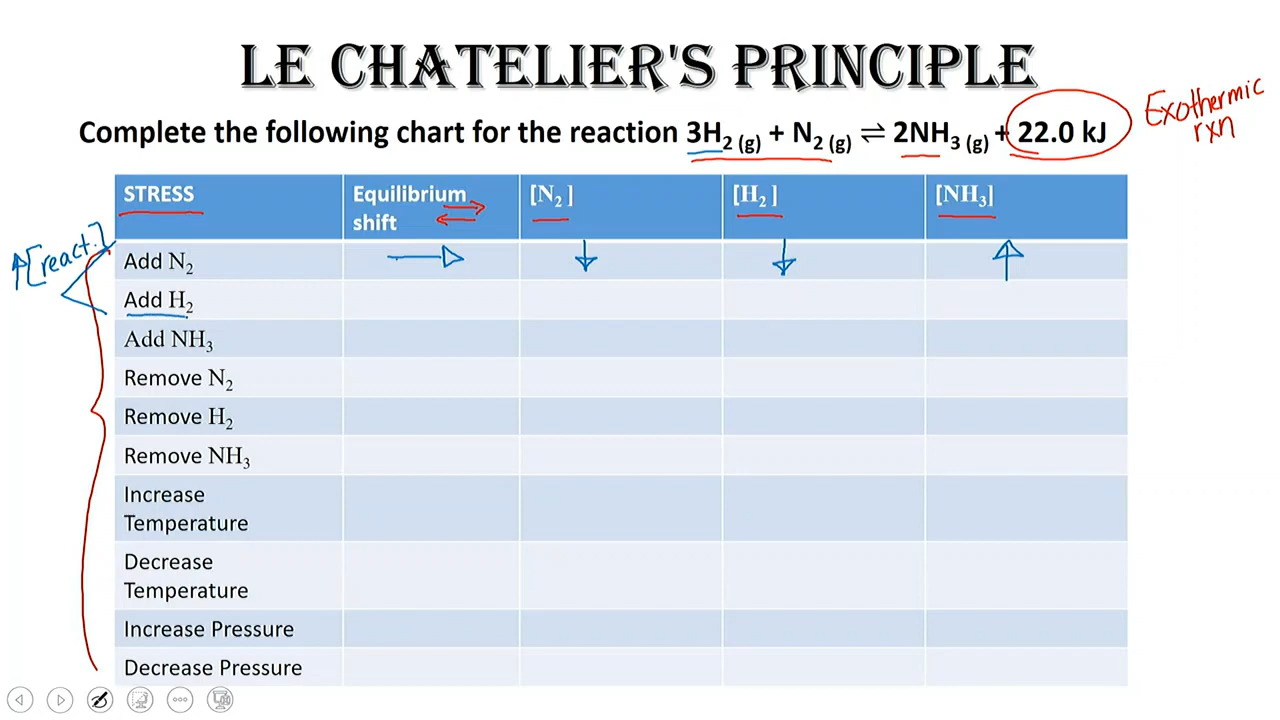 LE CHATELIER'S PRINCIPLE
Complete the following chart for the reaction 3H₂ (g) + N₂ (g) ⇌ 2NH₃ (g) + 22.0 kJ
Exothermic
rxn
STRESS
Equilibrium
shift
[N₂ ]
[H₂ ]
[NH₃]
↑[react.]
Add N₂ → ↓ ↓ ↑
Add H₂
Add NH₃
Remove N₂
Remove H₂
Remove NH₃
Increase
Temperature
Decrease
Temperature
Increase Pressure
Decrease Pressure